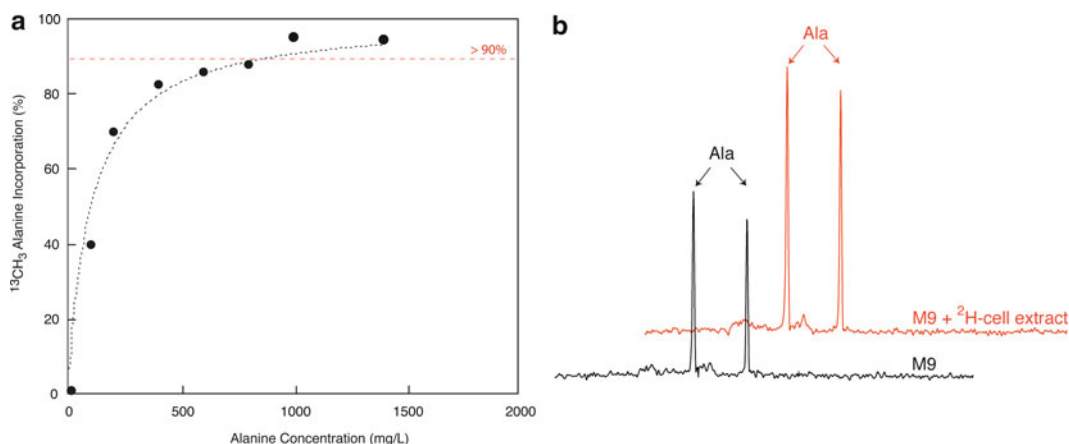 a
100
80
60
40
20
0
¹³CH₃ Alanine Incorporation (%)
> 90%
0 500 1000 1500 2000
Alanine Concentration (mg/L)
b
Ala
Ala
M9 + ²H-cell extract
M9